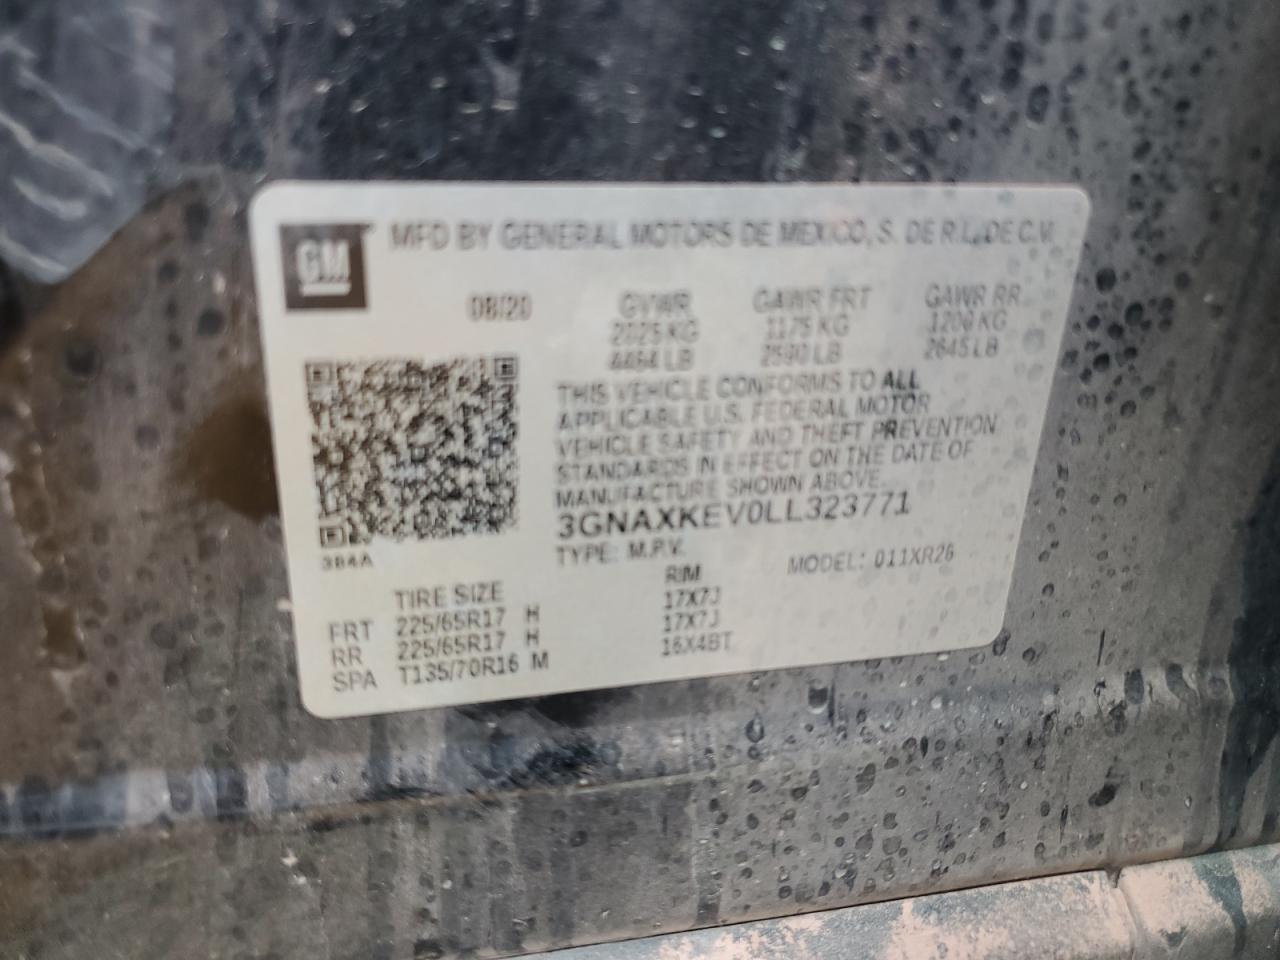 GM
MFD BY GENERAL MOTORS DE MEXICO, S. DE R.L. DE C.V.
08/20 GVWR GAWR FRT GAWR RR
2025 KG 1175 KG 1200 KG
4464 LB 2590 LB 2645 LB
THIS VEHICLE CONFORMS TO ALL
APPLICABLE U.S. FEDERAL MOTOR
VEHICLE SAFETY AND THEFT PREVENTION
STANDARDS IN EFFECT ON THE DATE OF
MANUFACTURE SHOWN ABOVE.
3GNAXKEV0LL323771
384A
TYPE: M.P.V. MODEL: 011XR26
TIRE SIZE RIM
FRT 225/65R17 H 17X7J
RR 225/65R17 H 17X7J
SPA T135/70R16 M 16X4BT